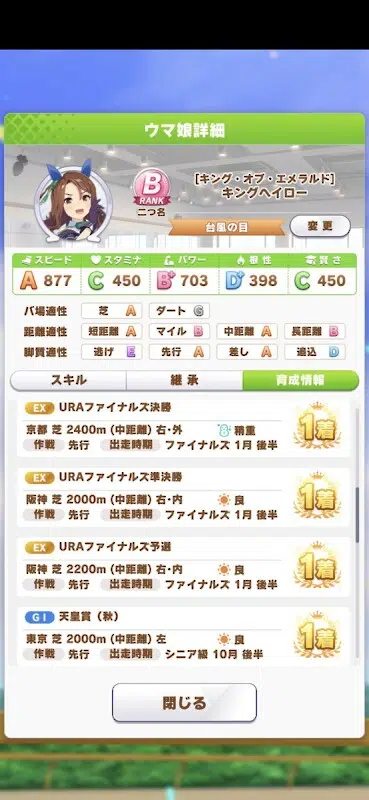 ウマ娘詳細
B
RANK
二つ名
[キング・オブ・エメラルド]
キングヘイロー
台風の目
変更
スピード スタミナ パワー 根性 賢さ
A 877 C 450 B+ 703 D+ 398 C 450
バ場適性 芝 A ダート G
距離適性 短距離 A マイル B 中距離 A 長距離 B
脚質適性 逃げ E 先行 A 差し A 追込 D
スキル 継承 育成情報
EX URAファイナルズ決勝
京都 芝 2400m (中距離) 右・外 稍重
作戦 先行 出走時期 ファイナルズ 1月 後半
1着
EX URAファイナルズ準決勝
阪神 芝 2000m (中距離) 右・内 良
作戦 先行 出走時期 ファイナルズ 1月 後半
1着
EX URAファイナルズ予選
阪神 芝 2200m (中距離) 右・内 良
作戦 先行 出走時期 ファイナルズ 1月 後半
1着
GI 天皇賞（秋）
東京 芝 2000m (中距離) 左 良
作戦 先行 出走時期 シニア級 10月 後半
1着
閉じる